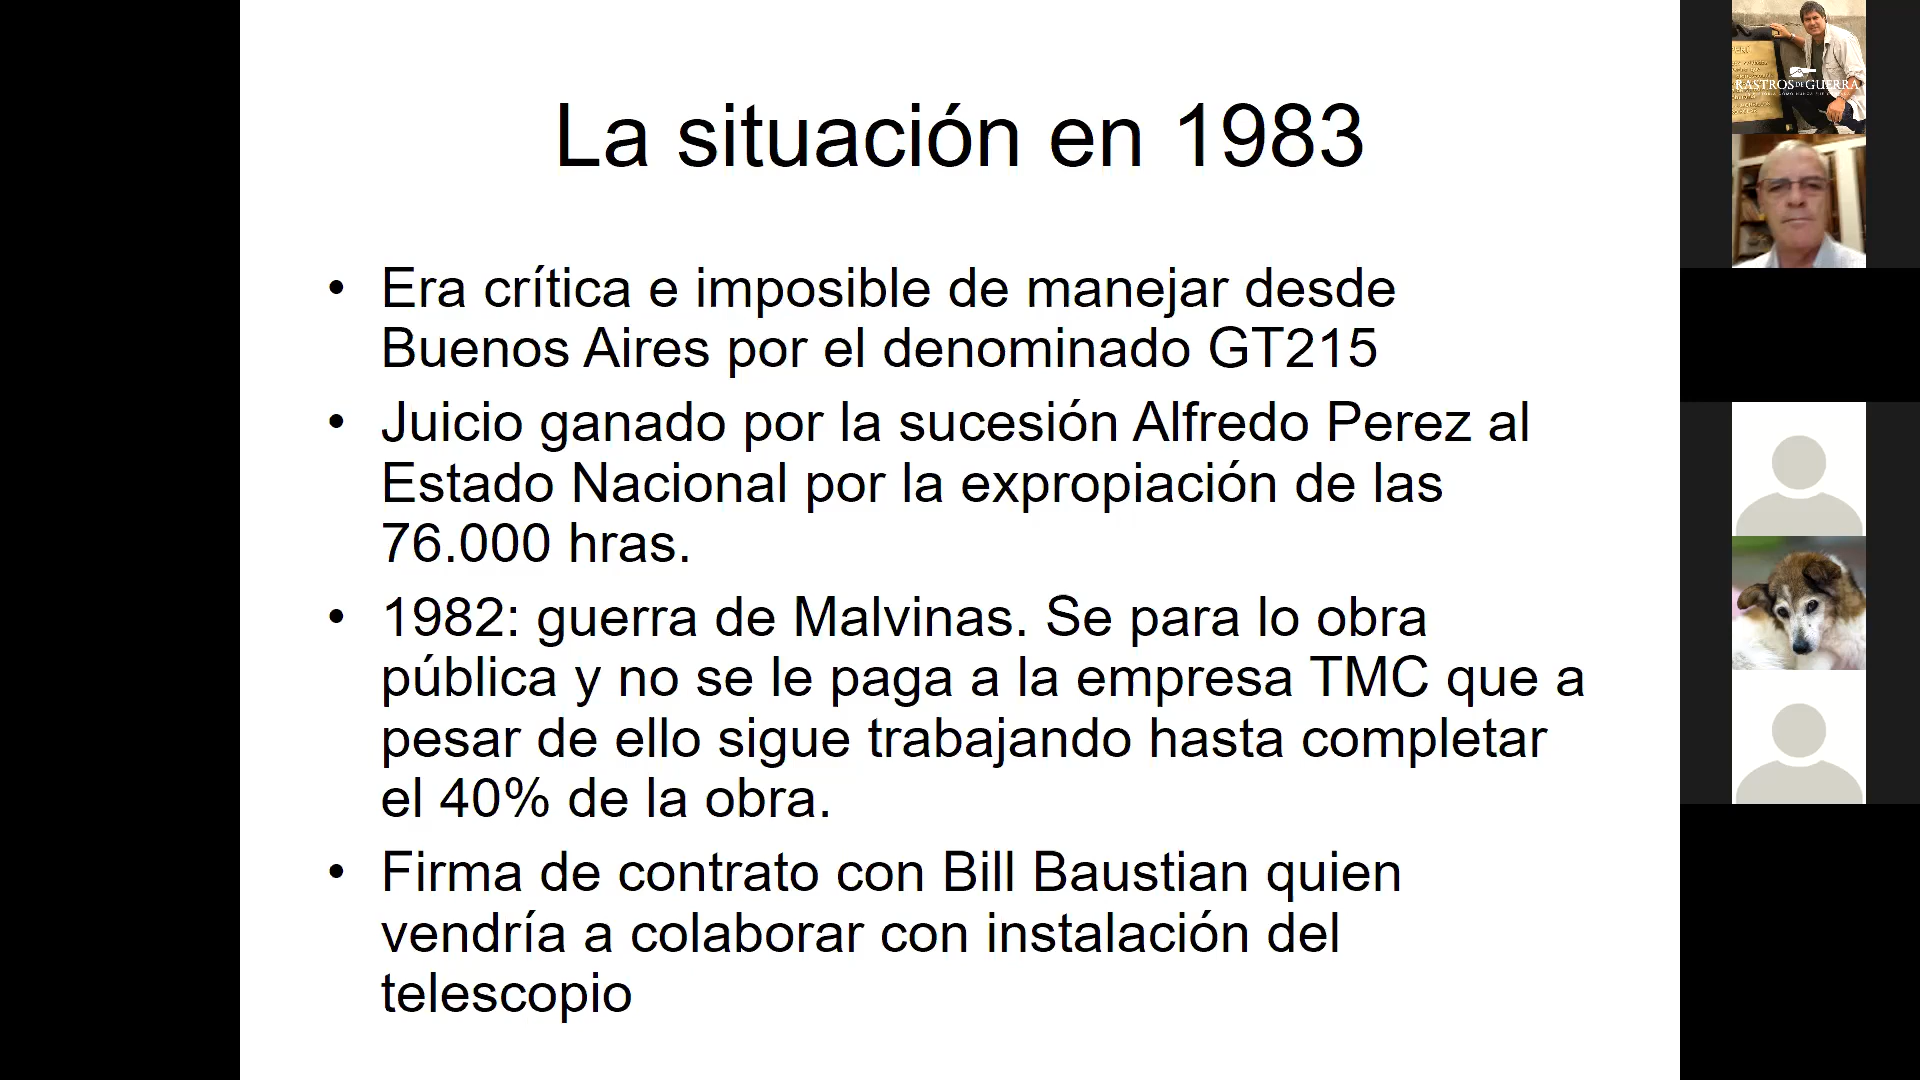 La situación en 1983
• Era crítica e imposible de manejar desde
Buenos Aires por el denominado GT215
• Juicio ganado por la sucesión Alfredo Perez al
Estado Nacional por la expropiación de las
76.000 hras.
• 1982: guerra de Malvinas. Se para lo obra
pública y no se le paga a la empresa TMC que a
pesar de ello sigue trabajando hasta completar
el 40% de la obra.
• Firma de contrato con Bill Baustian quien
vendría a colaborar con instalación del
telescopio
RASTROS DE GUERRA